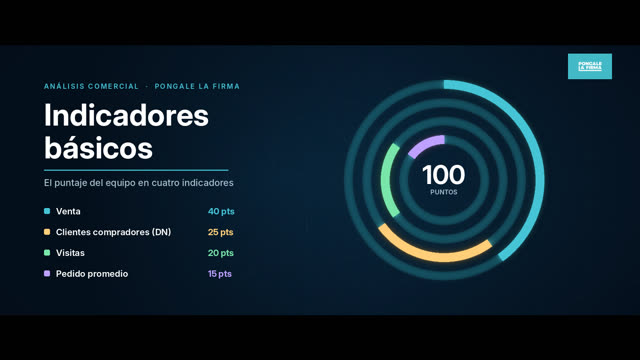 PONGALE
LA FIRMA
ANÁLISIS COMERCIAL · PONGALE LA FIRMA
Indicadores
básicos
El puntaje del equipo en cuatro indicadores
Venta 40 pts
Clientes compradores (DN) 25 pts
Visitas 20 pts
Pedido promedio 15 pts
100
PUNTOS